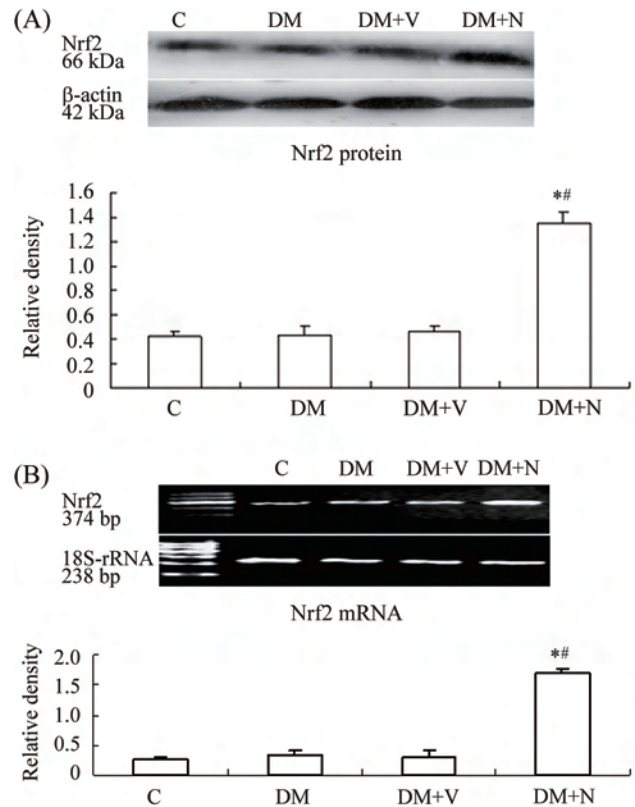 (A)
C DM DM+V DM+N
Nrf2
66 kDa
β-actin
42 kDa
Nrf2 protein
Relative density
1.6
1.4
1.2
1.0
0.8
0.6
0.4
0.2
0
*#
C DM DM+V DM+N
(B)
C DM DM+V DM+N
Nrf2
374 bp
18S-rRNA
238 bp
Nrf2 mRNA
Relative density
2.0
1.5
1.0
0.5
0
*#
C DM DM+V DM+N